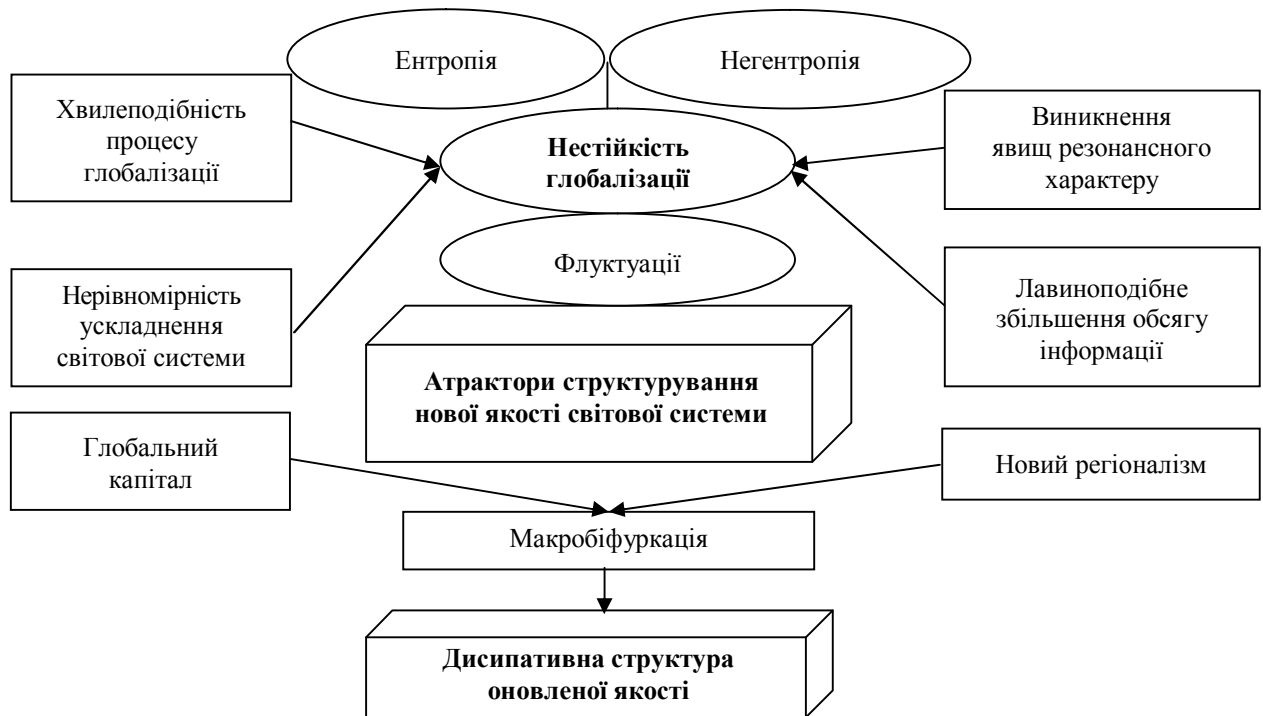 Ентропія
Негентропія
Хвилеподібність
процесу
глобалізації
Нестійкість
глобалізації
Виникнення
явищ резонансного
характеру
Флуктуації
Нерівномірність
ускладнення
світової системи
Лавиноподібне
збільшення обсягу
інформації
Атрактори структурування
нової якості світової системи
Глобальний
капітал
Новий регіоналізм
Макробіфуркація
Дисипативна структура
оновленої якості